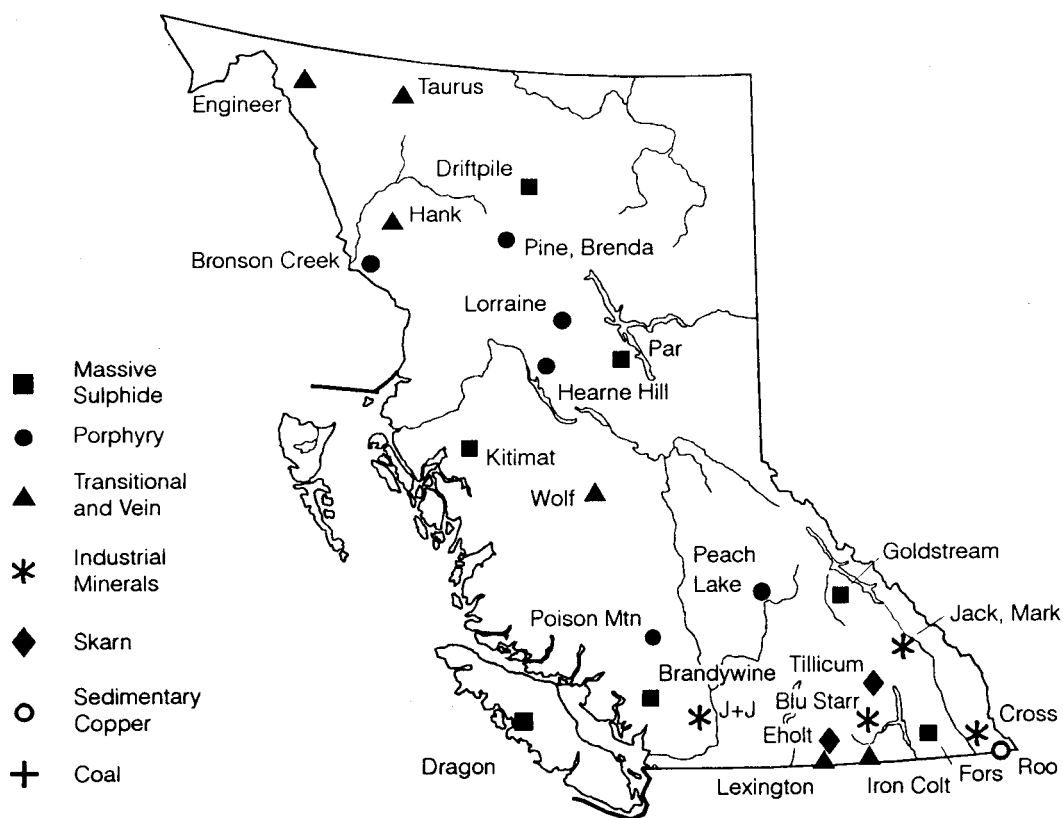 Engineer
Taurus
Driftpile
Hank
Pine, Brenda
Bronson Creek
Lorraine
Par
Hearne Hill
Massive
Sulphide
Porphyry
Transitional
and Vein
Industrial
Minerals
Skarn
Sedimentary
Copper
Coal
Kitimat
Wolf
Peach
Lake
Goldstream
Jack, Mark
Poison Mtn
Brandywine
Tillicum
Blu Starr
J+J
Cross
Eholt
Dragon
Lexington
Iron Colt
Fors
Roo